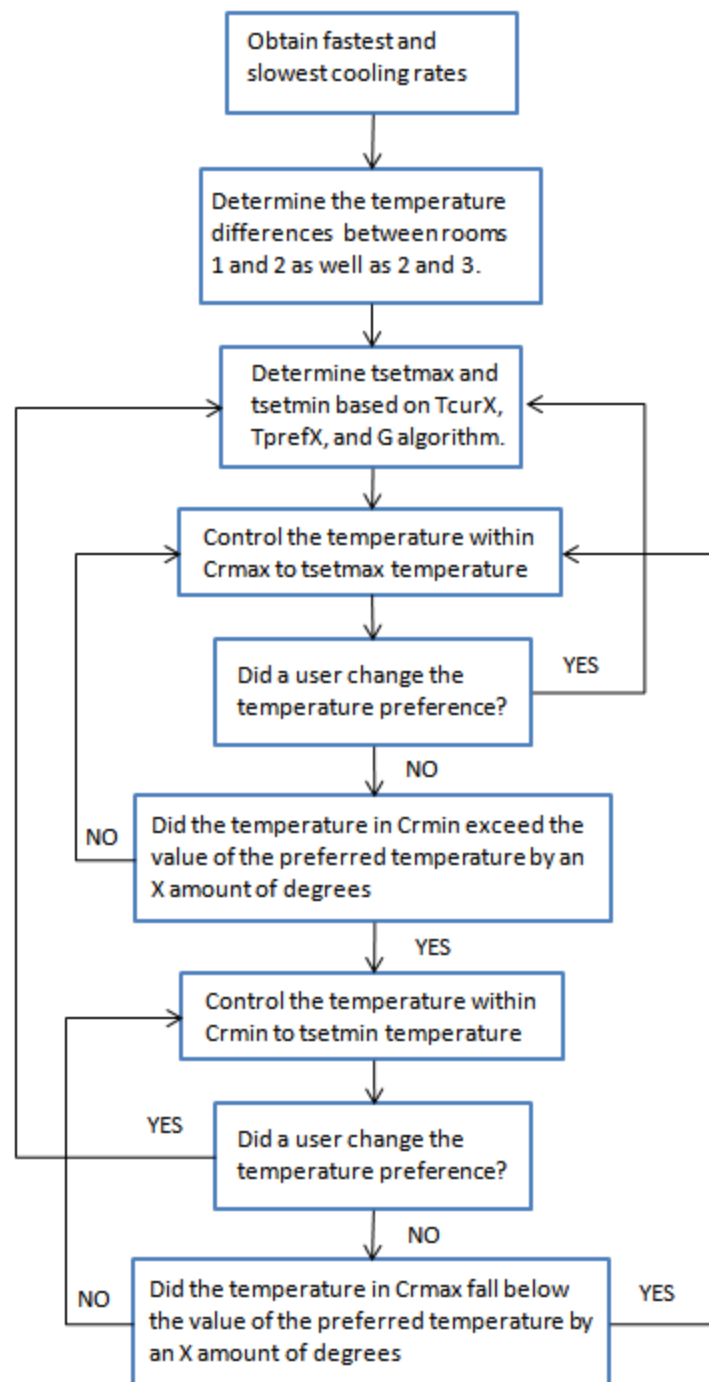 Obtain fastest and
slowest cooling rates
Determine the temperature
differences between rooms
1 and 2 as well as 2 and 3.
Determine tsetmax and
tsetmin based on TcurX,
TprefX, and G algorithm.
Control the temperature within
Crmax to tsetmax temperature
Did a user change the
temperature preference?
YES
NO
Did the temperature in Crmin exceed the
value of the preferred temperature by an
X amount of degrees
NO
YES
Control the temperature within
Crmin to tsetmin temperature
Did a user change the
temperature preference?
YES
NO
Did the temperature in Crmax fall below
the value of the preferred temperature by
an X amount of degrees
NO
YES